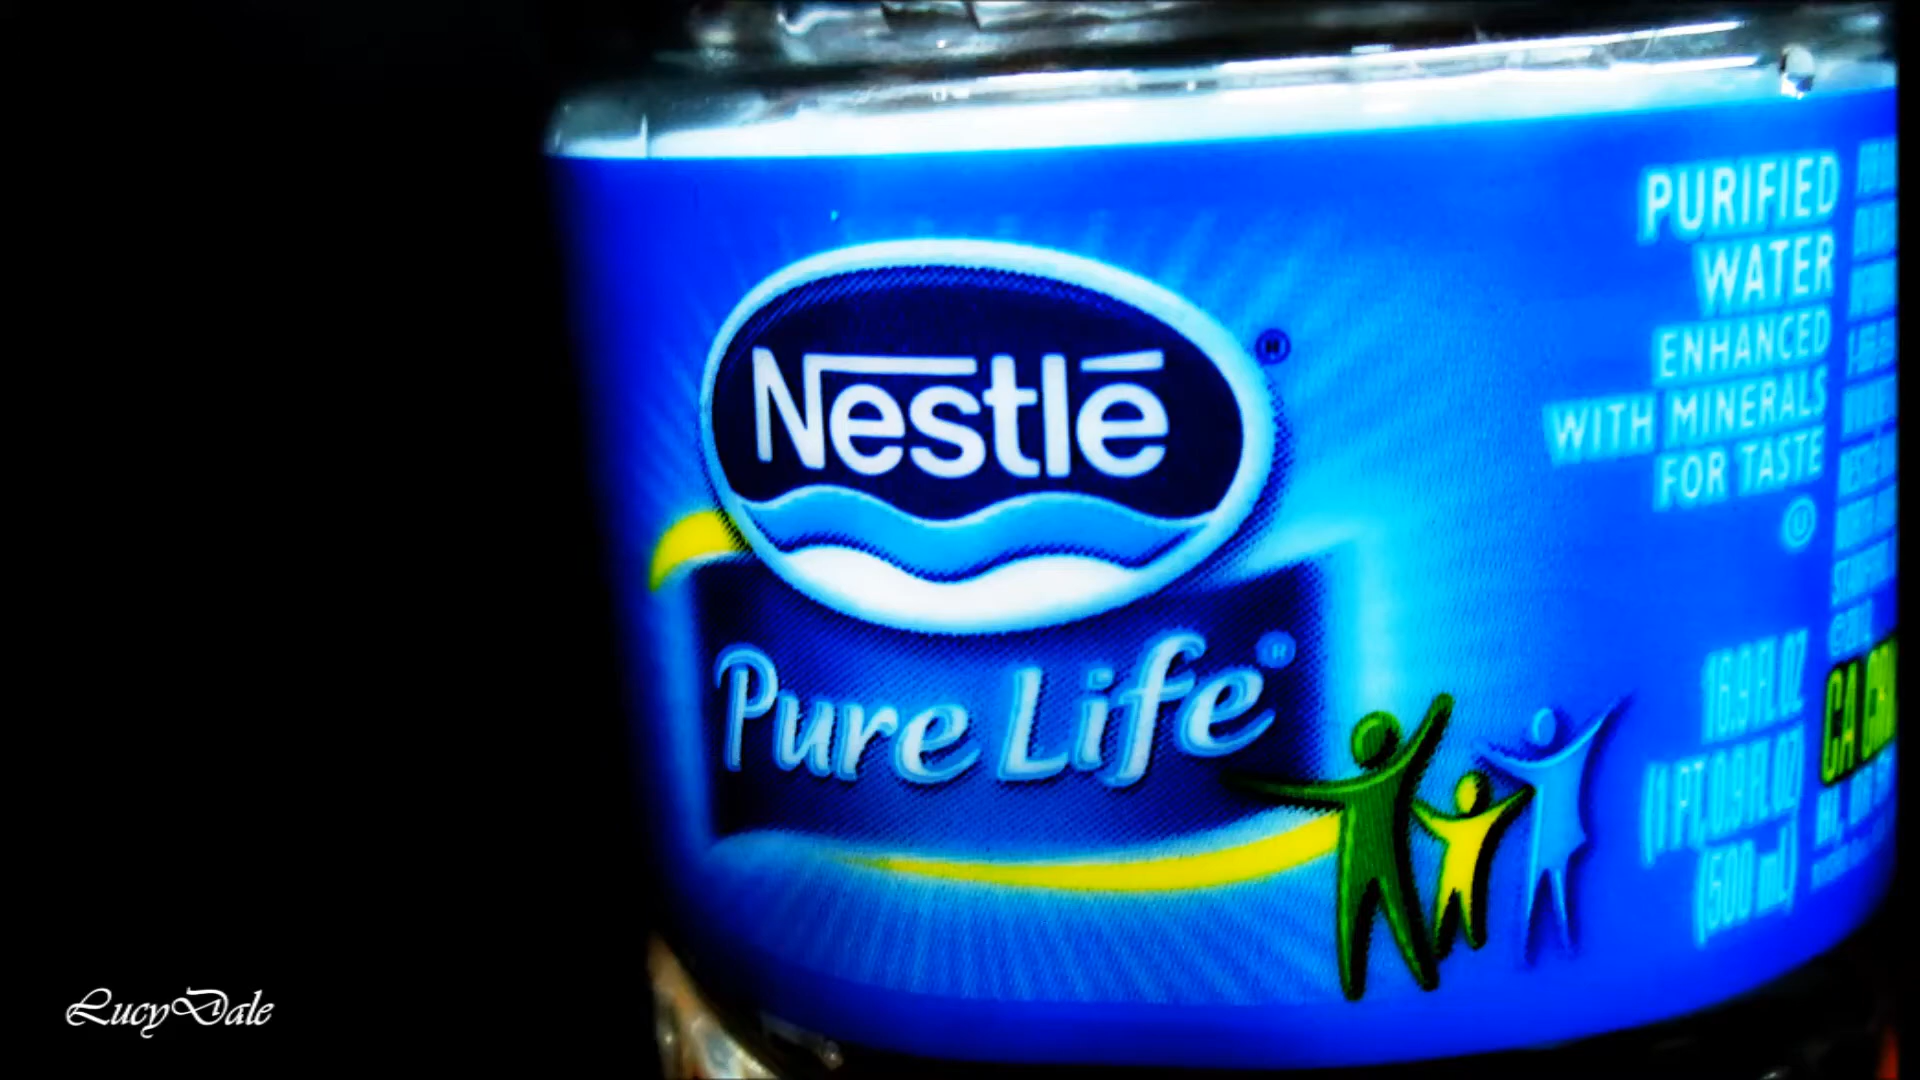 Nestlé
®
Pure Life®
PURIFIED
WATER
ENHANCED
WITH MINERALS
FOR TASTE
U
16.9 FL OZ
(1 PT, 0.9 FL OZ)
(500 mL)
CA
LucyDale